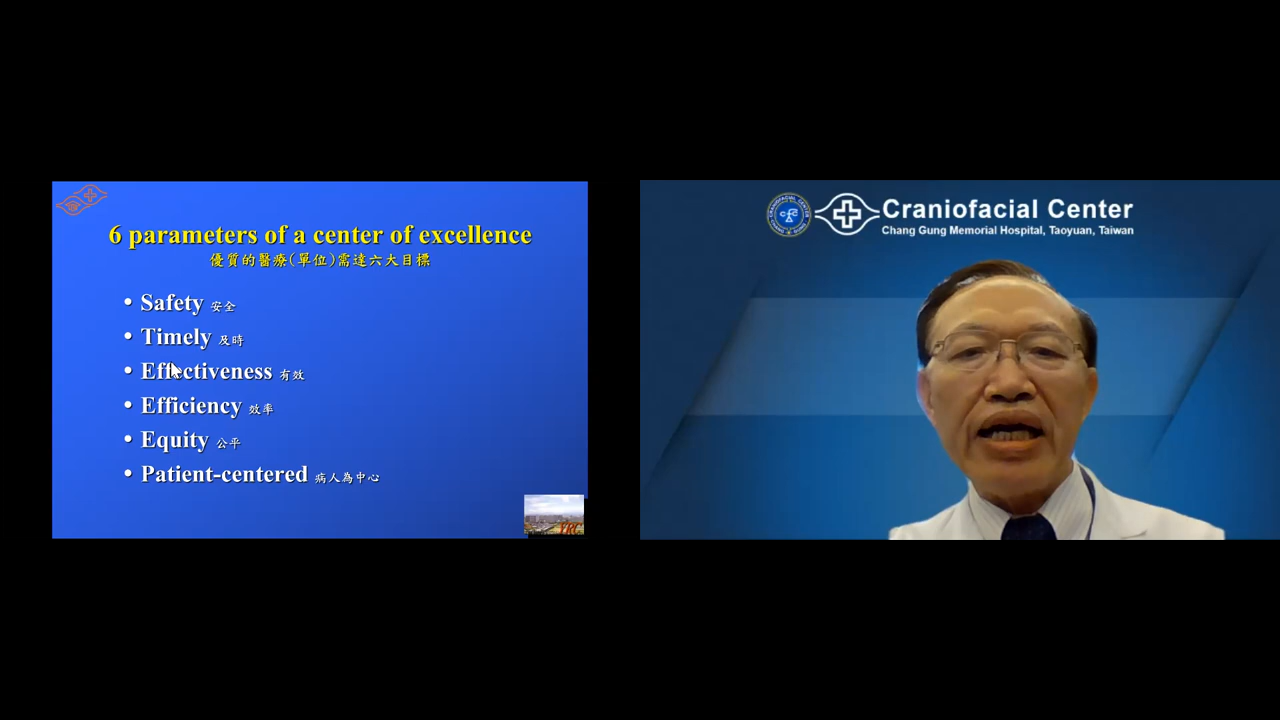 6 parameters of a center of excellence
優質的醫療(單位)需達六大目標
• Safety 安全
• Timely 及時
• Effectiveness 有效
• Efficiency 效率
• Equity 公平
• Patient-centered 病人為中心
Craniofacial Center
Chang Gung Memorial Hospital, Taoyuan, Taiwan